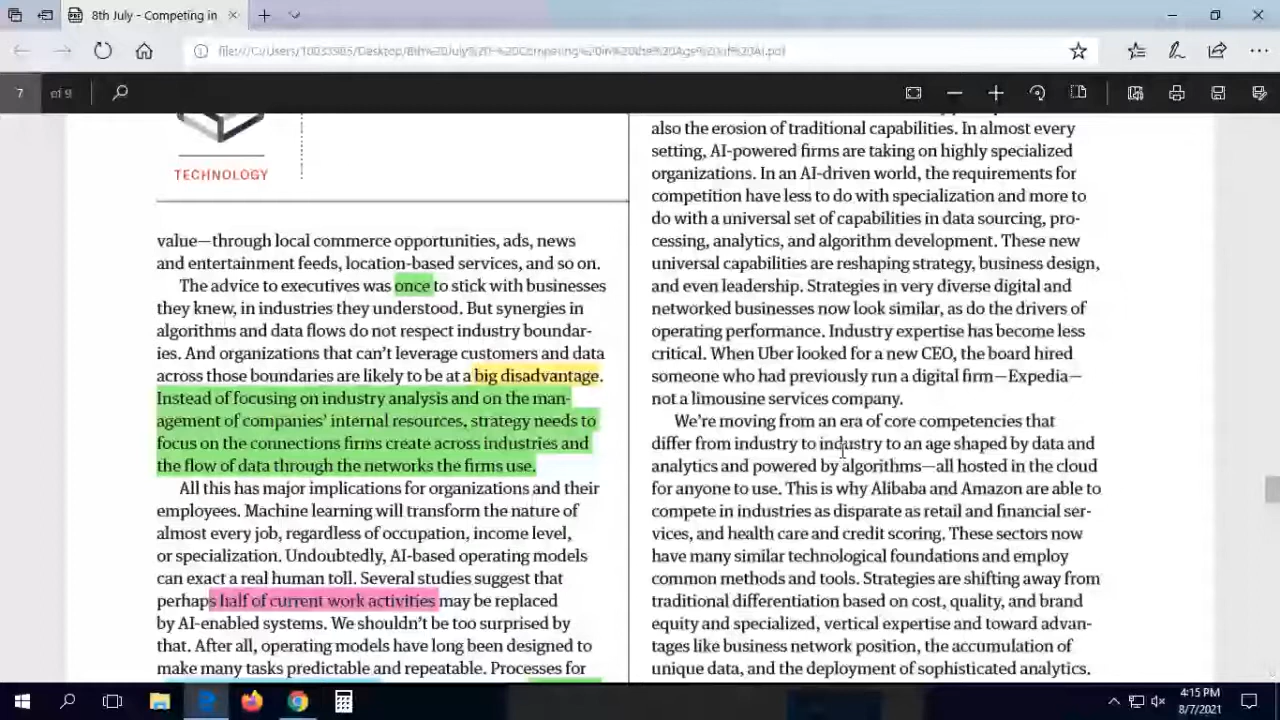 8th July - Competing in
7 of 9
TECHNOLOGY
value—through local commerce opportunities, ads, news
and entertainment feeds, location-based services, and so on.
The advice to executives was once to stick with businesses
they knew, in industries they understood. But synergies in
algorithms and data flows do not respect industry boundar-
ies. And organizations that can't leverage customers and data
across those boundaries are likely to be at a big disadvantage.
Instead of focusing on industry analysis and on the man-
agement of companies' internal resources, strategy needs to
focus on the connections firms create across industries and
the flow of data through the networks the firms use.
All this has major implications for organizations and their
employees. Machine learning will transform the nature of
almost every job, regardless of occupation, income level,
or specialization. Undoubtedly, AI-based operating models
can exact a real human toll. Several studies suggest that
perhaps half of current work activities may be replaced
by AI-enabled systems. We shouldn't be too surprised by
that. After all, operating models have long been designed to
make many tasks predictable and repeatable. Processes for
also the erosion of traditional capabilities. In almost every
setting, AI-powered firms are taking on highly specialized
organizations. In an AI-driven world, the requirements for
competition have less to do with specialization and more to
do with a universal set of capabilities in data sourcing, pro-
cessing, analytics, and algorithm development. These new
universal capabilities are reshaping strategy, business design,
and even leadership. Strategies in very diverse digital and
networked businesses now look similar, as do the drivers of
operating performance. Industry expertise has become less
critical. When Uber looked for a new CEO, the board hired
someone who had previously run a digital firm—Expedia—
not a limousine services company.
We're moving from an era of core competencies that
differ from industry to industry to an age shaped by data and
analytics and powered by algorithms—all hosted in the cloud
for anyone to use. This is why Alibaba and Amazon are able to
compete in industries as disparate as retail and financial ser-
vices, and health care and credit scoring. These sectors now
have many similar technological foundations and employ
common methods and tools. Strategies are shifting away from
traditional differentiation based on cost, quality, and brand
equity and specialized, vertical expertise and toward advan-
tages like business network position, the accumulation of
unique data, and the deployment of sophisticated analytics.
4:15 PM
8/7/2021